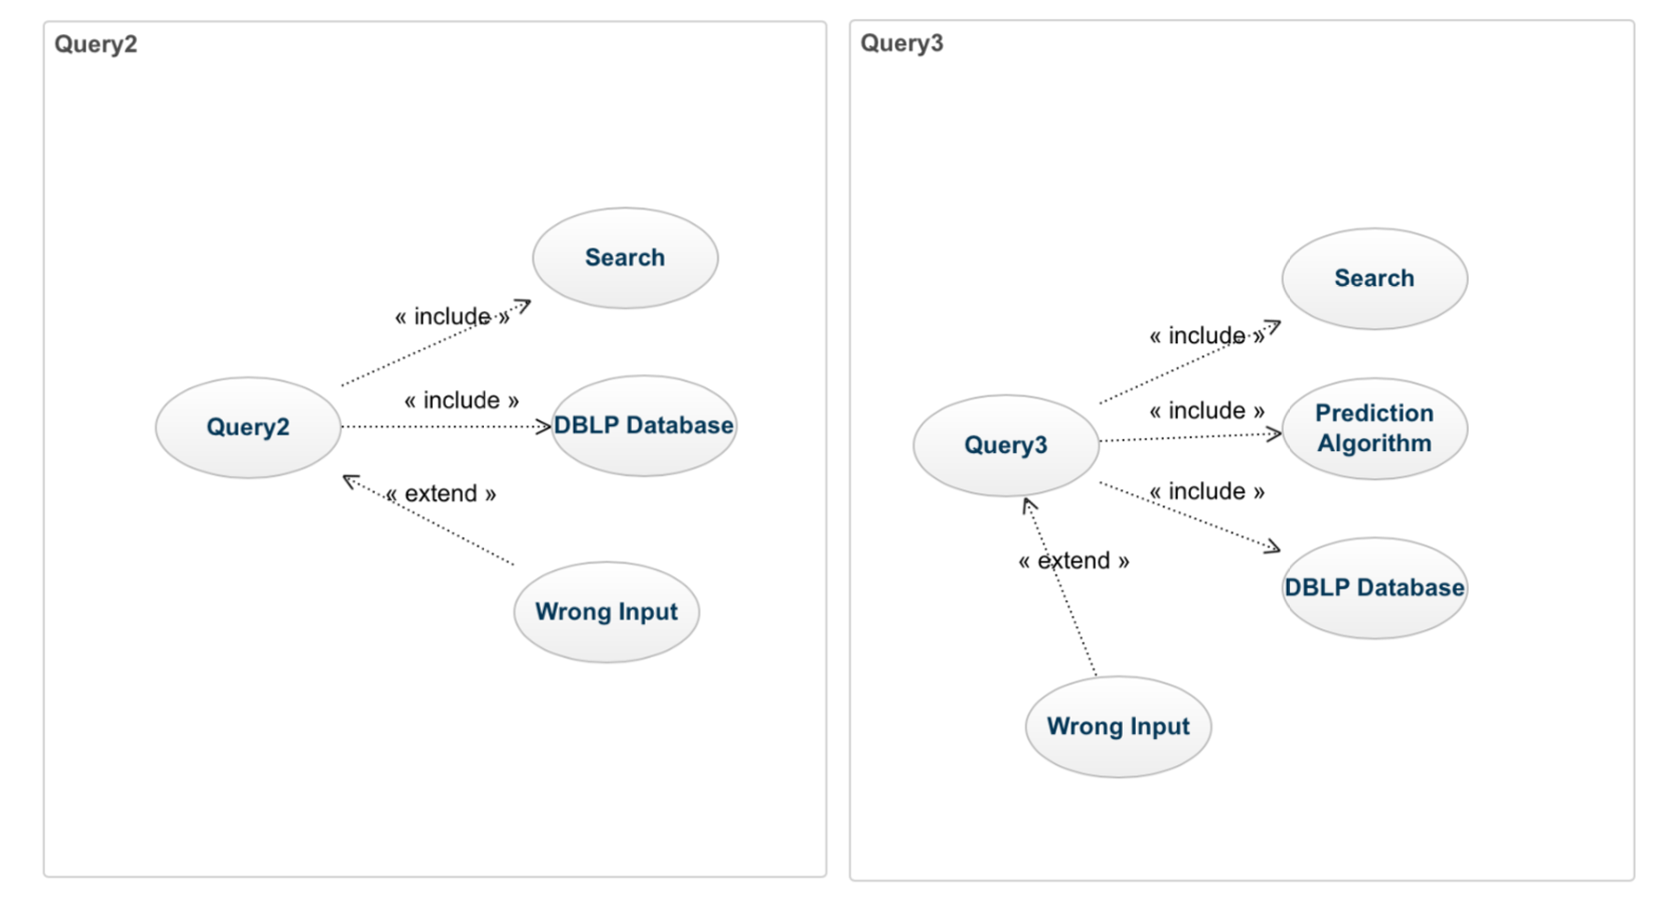 Query2
Search
« include »
« include »
Query2
DBLP Database
« extend »
Wrong Input
Query3
Search
« include »
« include »
Prediction
Algorithm
Query3
« include »
« extend »
DBLP Database
Wrong Input